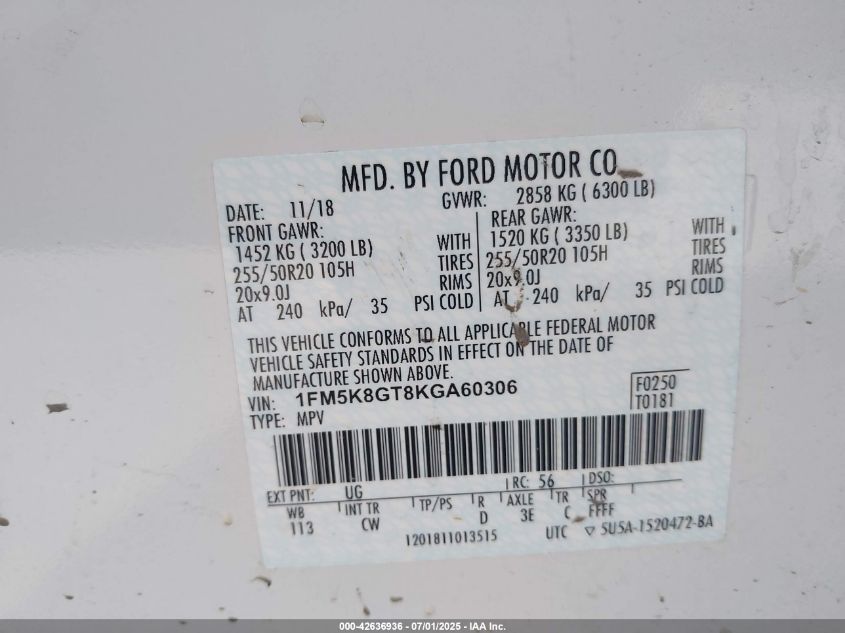 MFD. BY FORD MOTOR CO.
DATE: 11/18 GVWR: 2858 KG ( 6300 LB)
FRONT GAWR: REAR GAWR:
1452 KG ( 3200 LB) WITH 1520 KG ( 3350 LB) WITH
255/50R20 105H TIRES 255/50R20 105H TIRES
20x9.0J RIMS 20x9.0J RIMS
AT 240 kPa/ 35 PSI COLD AT 240 kPa/ 35 PSI COLD
THIS VEHICLE CONFORMS TO ALL APPLICABLE FEDERAL MOTOR
VEHICLE SAFETY STANDARDS IN EFFECT ON THE DATE OF
MANUFACTURE SHOWN ABOVE.
VIN: 1FM5K8GT8KGA60306 F0250
TYPE: MPV T0181
EXT PNT: UG RC: 56 DSO:
WB INT TR TP/PS R AXLE TR SPR
113 CW D 3E C FFFF
1201811013515 UTC ▽ 5U5A-1520472-BA
000-42636936 - 07/01/2025 - IAA Inc.